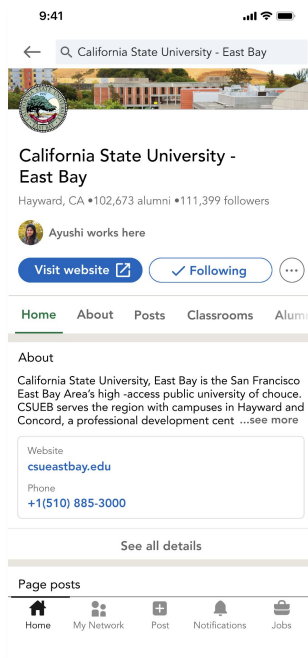 9:41
California State University - East Bay
California State University -
East Bay
Hayward, CA •102,673 alumni •111,399 followers
Ayushi works here
Visit website
Following
Home About Posts Classrooms Alum
About
California State University, East Bay is the San Francisco
East Bay Area's high -access public university of chouce.
CSUEB serves the region with campuses in Hayward and
Concord, a professional development cent ...see more
Website
csueastbay.edu
Phone
+1(510) 885-3000
See all details
Page posts
Home My Network Post Notifications Jobs